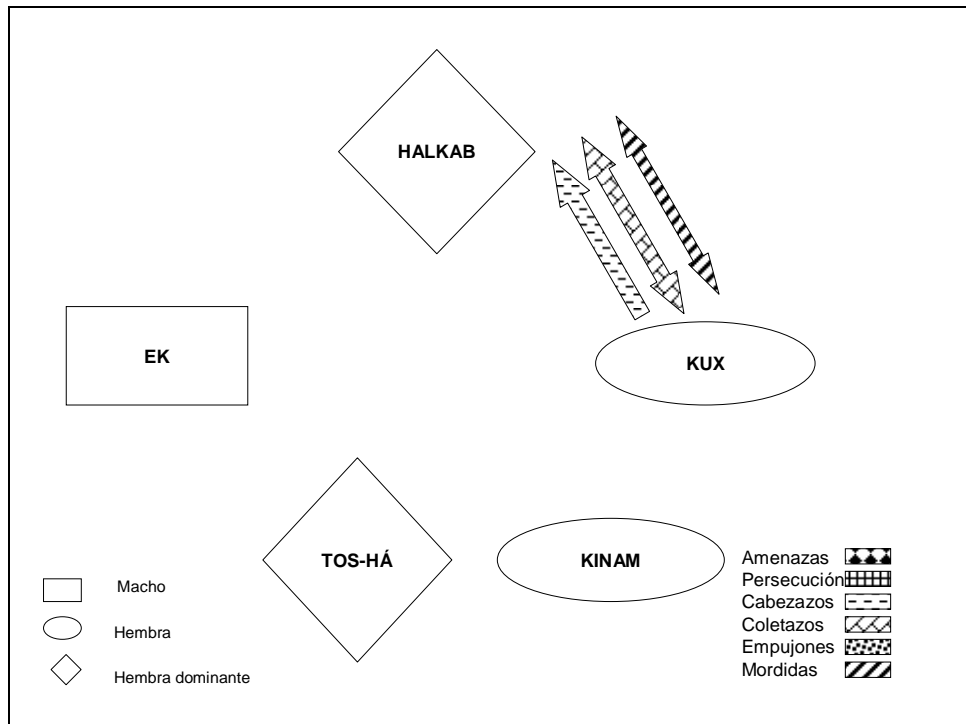 HALKAB
EK
KUX
TOS-HÁ
KINAM
Macho
Hembra
Hembra dominante
Amenazas
Persecución
Cabezazos
Coletazos
Empujones
Mordidas